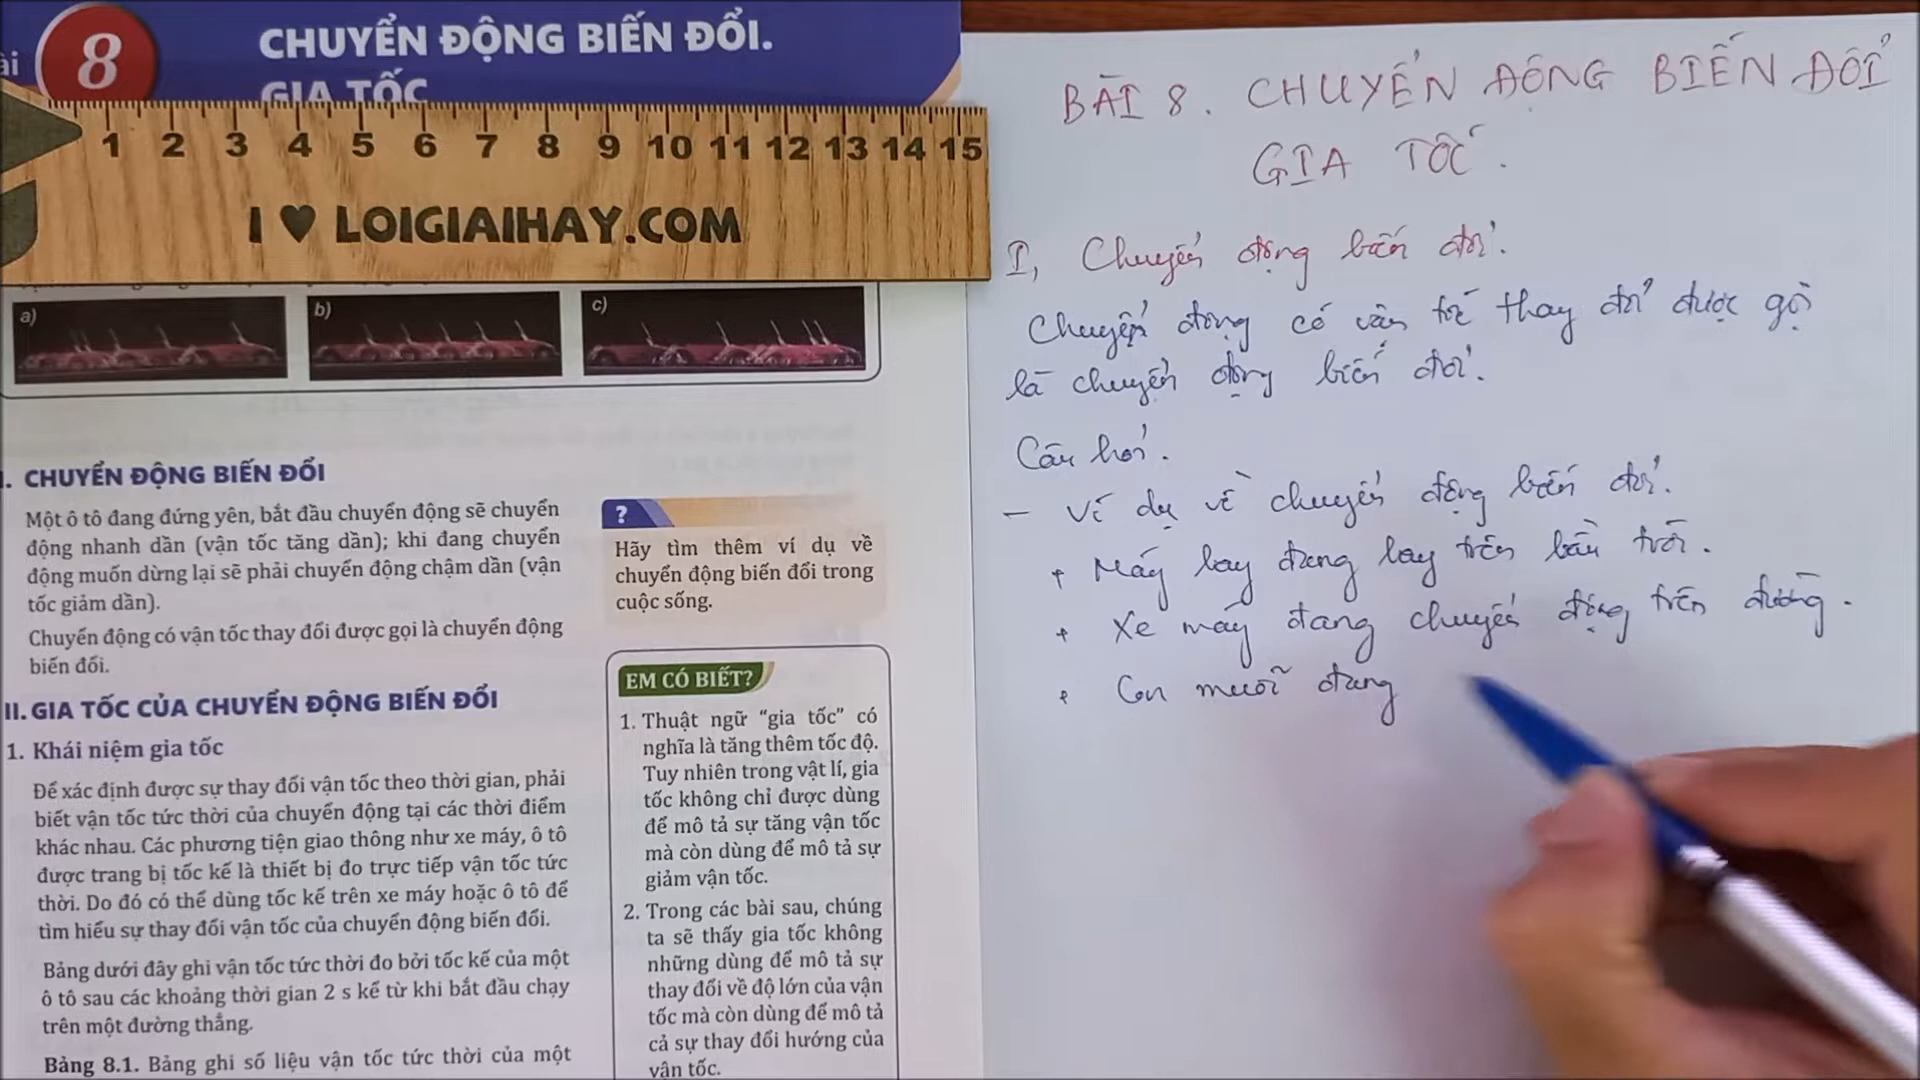 ài 8 CHUYỂN ĐỘNG BIẾN ĐỔI.
GIA TỐC
1 2 3 4 5 6 7 8 9 10 11 12 13 14 15
I ♥ LOIGIAIHAY.COM
a) b) c)
I. CHUYỂN ĐỘNG BIẾN ĐỔI
Một ô tô đang đứng yên, bắt đầu chuyển động sẽ chuyển
động nhanh dần (vận tốc tăng dần); khi đang chuyển
động muốn dừng lại sẽ phải chuyển động chậm dần (vận
tốc giảm dần).
Chuyển động có vận tốc thay đổi được gọi là chuyển động
biến đổi.
II. GIA TỐC CỦA CHUYỂN ĐỘNG BIẾN ĐỔI
1. Khái niệm gia tốc
Để xác định được sự thay đổi vận tốc theo thời gian, phải
biết vận tốc tức thời của chuyển động tại các thời điểm
khác nhau. Các phương tiện giao thông như xe máy, ô tô
được trang bị tốc kế là thiết bị đo trực tiếp vận tốc tức
thời. Do đó có thể dùng tốc kế trên xe máy hoặc ô tô để
tìm hiểu sự thay đổi vận tốc của chuyển động biến đổi.
Bảng dưới đây ghi vận tốc tức thời đo bởi tốc kế của một
ô tô sau các khoảng thời gian 2 s kể từ khi bắt đầu chạy
trên một đường thẳng.
Bảng 8.1. Bảng ghi số liệu vận tốc tức thời của một
?
Hãy tìm thêm ví dụ về
chuyển động biến đổi trong
cuộc sống.
EM CÓ BIẾT?
1. Thuật ngữ “gia tốc” có
nghĩa là tăng thêm tốc độ.
Tuy nhiên trong vật lí, gia
tốc không chỉ được dùng
để mô tả sự tăng vận tốc
mà còn dùng để mô tả sự
giảm vận tốc.
2. Trong các bài sau, chúng
ta sẽ thấy gia tốc không
những dùng để mô tả sự
thay đổi về độ lớn của vận
tốc mà còn dùng để mô tả
cả sự thay đổi hướng của
vận tốc.
BÀI 8. CHUYỂN ĐỘNG BIẾN ĐỔI
GIA TỐC.
I, Chuyển động biến đổi.
Chuyển động có vận tốc thay đổi được gọi
là chuyển động biến đổi.
Câu hỏi.
- Ví dụ về chuyển động biến đổi.
+ Máy bay đang bay trên bầu trời.
+ Xe máy đang chuyển động trên đường.
+ Con muỗi đang